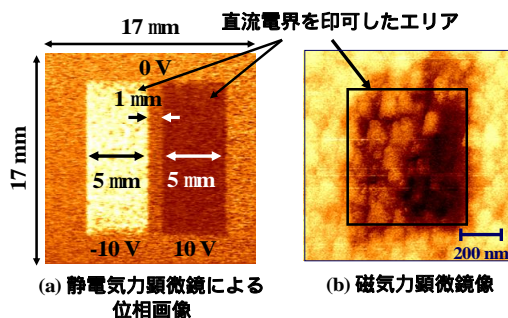 17 mm
直流電界を印可したエリア
0 V
1 mm
17 mm
5 mm
5 mm
-10 V
10 V
200 nm
(a) 静電気力顕微鏡による
位相画像
(b) 磁気力顕微鏡像